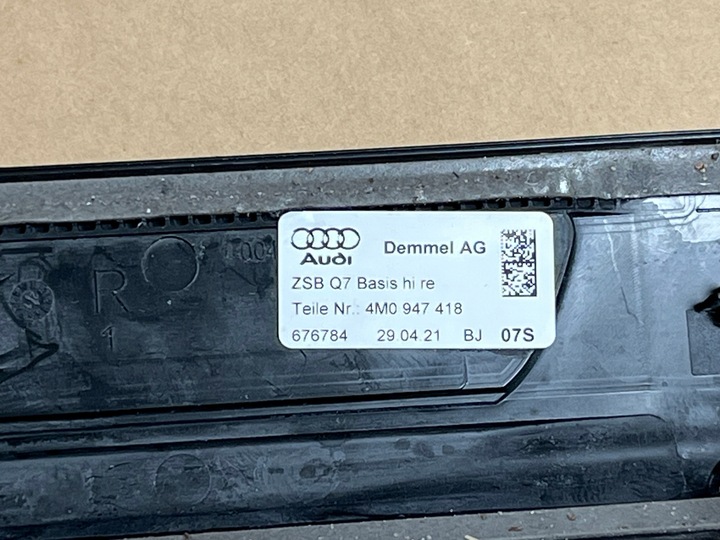 Audi
Demmel AG
ZSB Q7 Basis hi re
Teile Nr.: 4M0 947 418
676784 29.04.21 BJ 07S
R
1